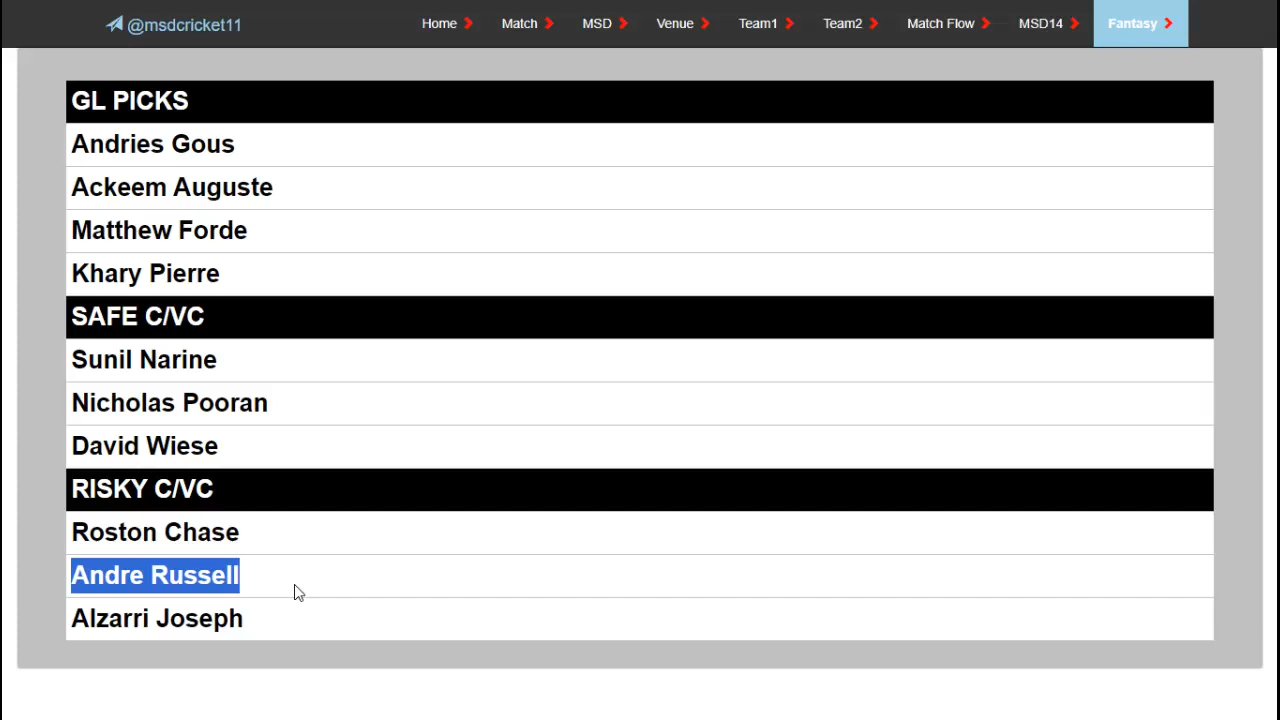 @msdcricket11 Home Match MSD Venue Team1 Team2 Match Flow MSD14 Fantasy
GL PICKS
Andries Gous
Ackeem Auguste
Matthew Forde
Khary Pierre
SAFE C/VC
Sunil Narine
Nicholas Pooran
David Wiese
RISKY C/VC
Roston Chase
Andre Russell
Alzarri Joseph